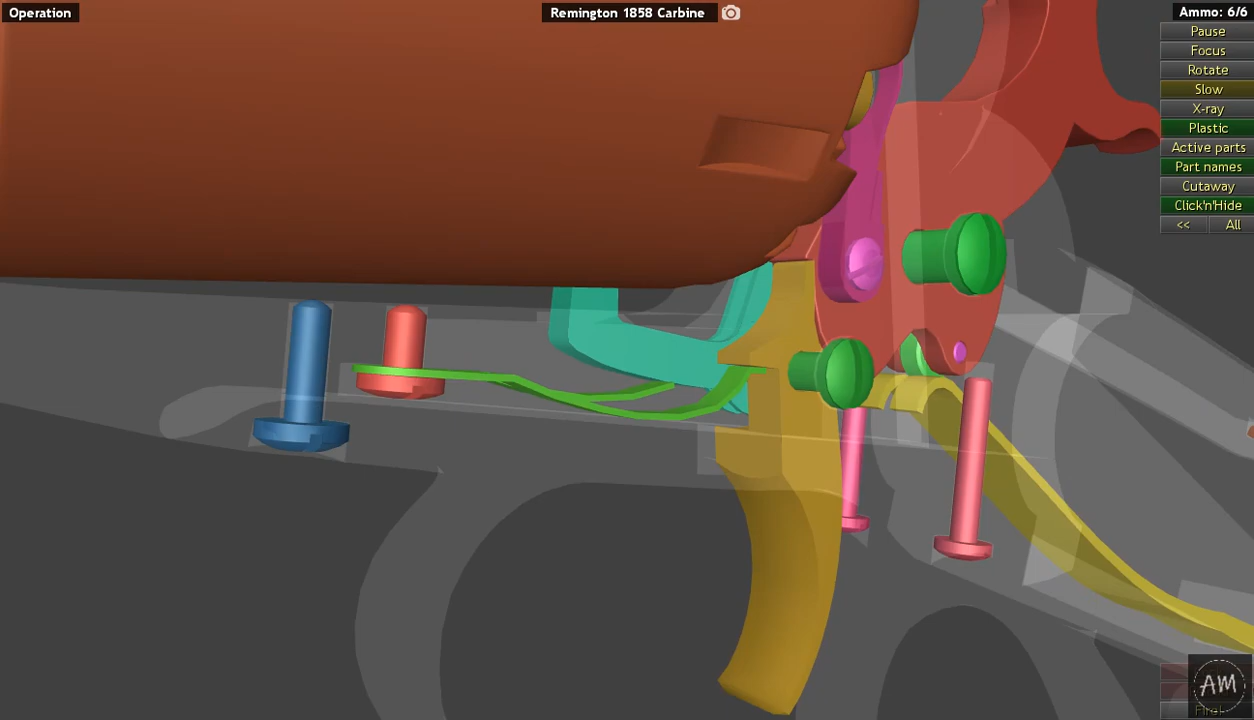 Operation
Remington 1858 Carbine
Ammo: 6/6
Pause
Focus
Rotate
Slow
X-ray
Plastic
Active parts
Part names
Cutaway
Click'n'Hide
<< All
AM